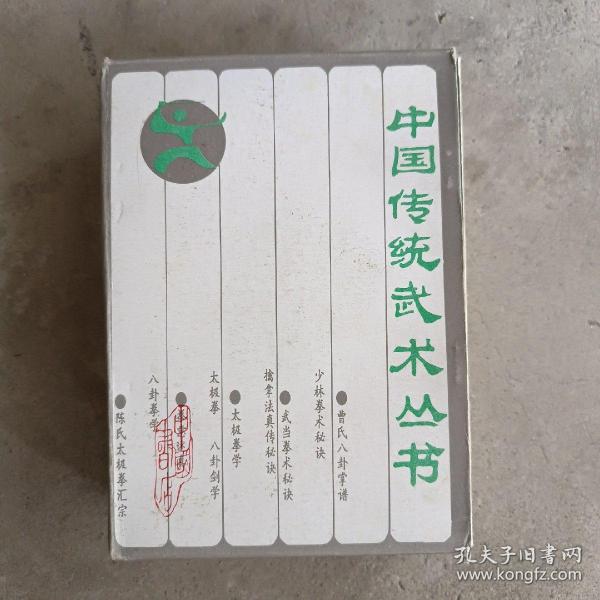 中国传统武术丛书
曹氏八卦掌谱
少林拳术秘诀
武当拳术秘诀
擒拿法真传秘诀
太极拳学
太极拳 八卦剑学
八卦拳学
陈氏太极拳汇宗
孔夫子旧书网
www.kongfz.com